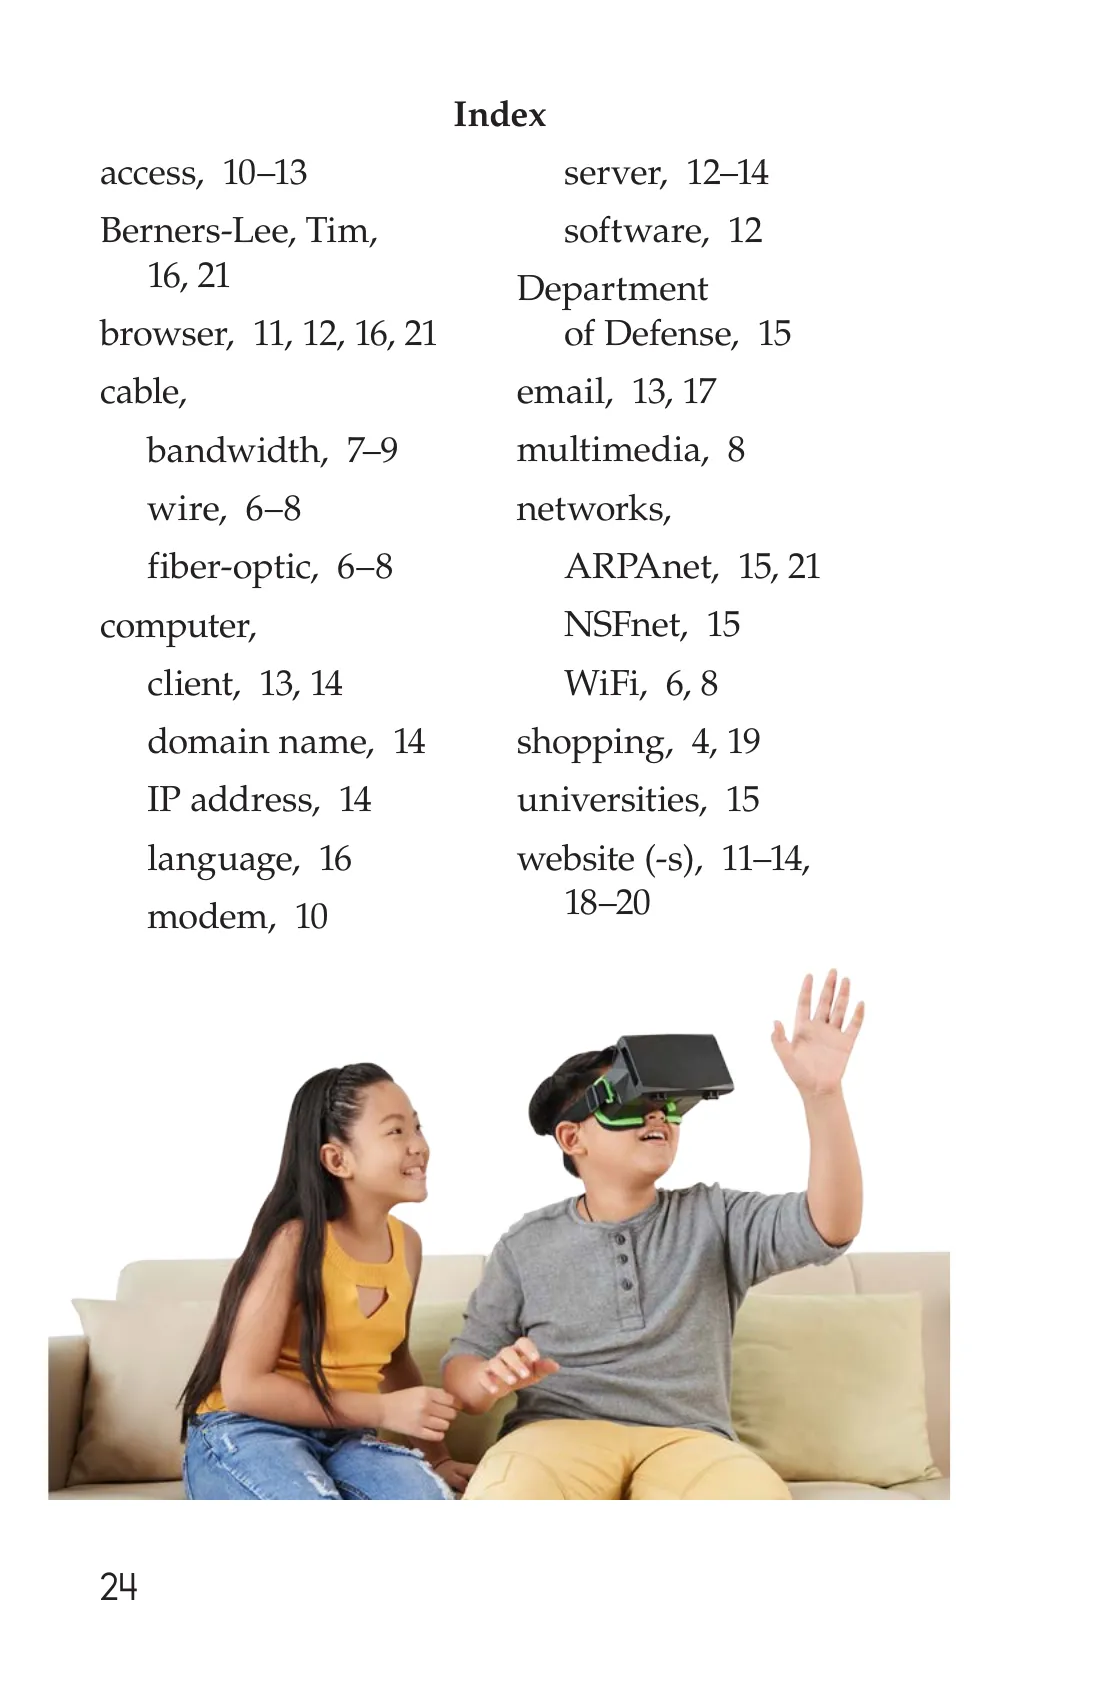 Index
access, 10–13
Berners-Lee, Tim,
16, 21
browser, 11, 12, 16, 21
cable,
bandwidth, 7–9
wire, 6–8
fiber-optic, 6–8
computer,
client, 13, 14
domain name, 14
IP address, 14
language, 16
modem, 10
server, 12–14
software, 12
Department
of Defense, 15
email, 13, 17
multimedia, 8
networks,
ARPAnet, 15, 21
NSFnet, 15
WiFi, 6, 8
shopping, 4, 19
universities, 15
website (-s), 11–14,
18–20
24